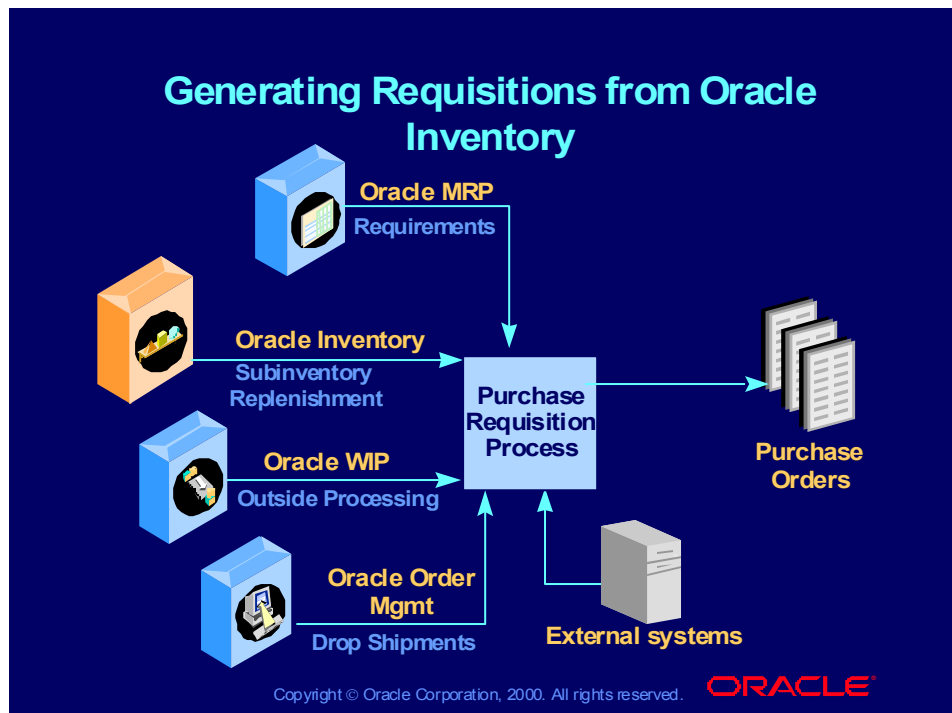 Generating Requisitions from Oracle
Inventory
Oracle MRP
Requirements
Oracle Inventory
Subinventory
Replenishment
Purchase
Requisition
Process
Purchase
Orders
Oracle WIP
Outside Processing
Oracle Order
Mgmt
Drop Shipments
External systems
Copyright © Oracle Corporation, 2000. All rights reserved.
ORACLE®